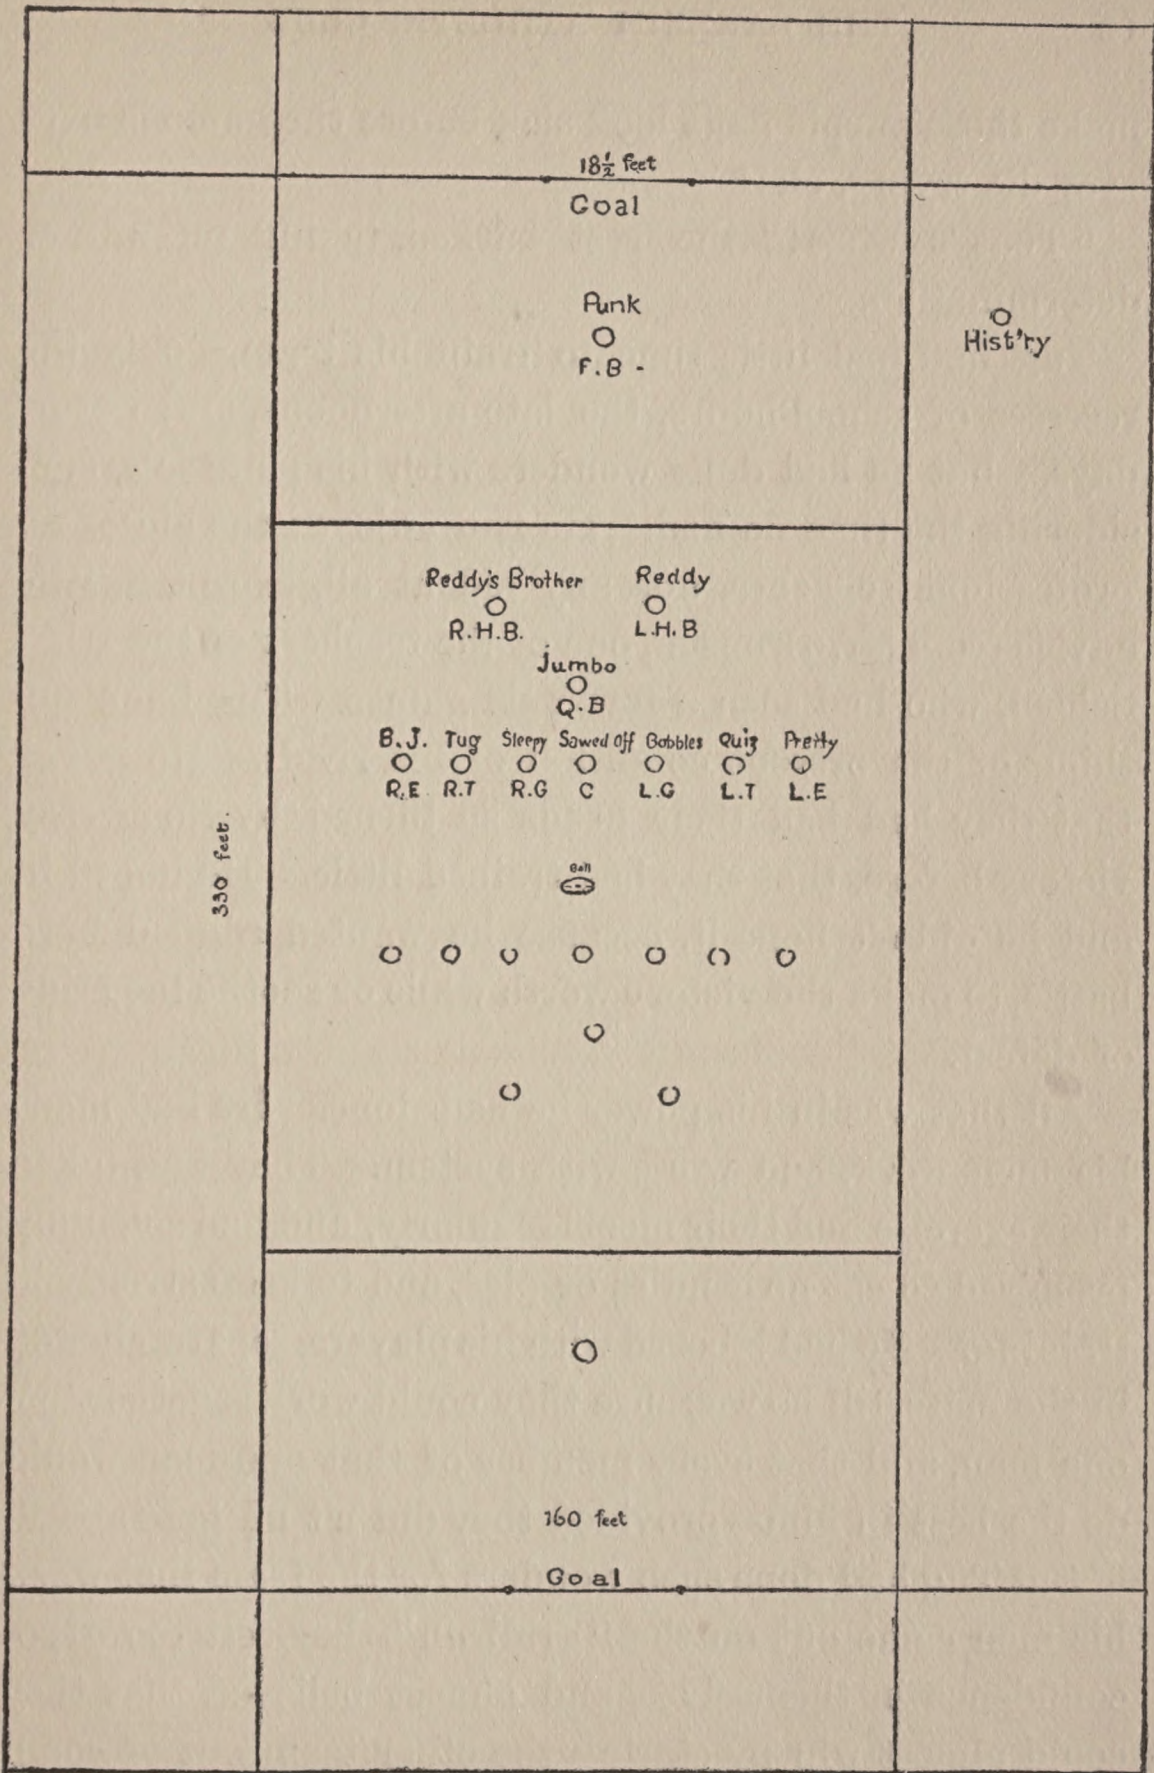 18½ feet
Goal
Punk
F.B -
Hist'ry
Reddy's Brother Reddy
R.H.B. L.H.B
Jumbo
Q.B
B.J. Tug Sleepy Sawed Off Bobbles Quiz Pretty
R.E R.T R.G C L.G L.T L.E
330 feet.
Ball
160 feet
Goal